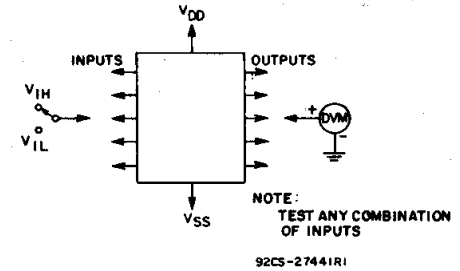 VDD
INPUTS
OUTPUTS
VIH
VIL
+
DVM
-
VSS
NOTE:
TEST ANY COMBINATION
OF INPUTS
92CS-27441R1